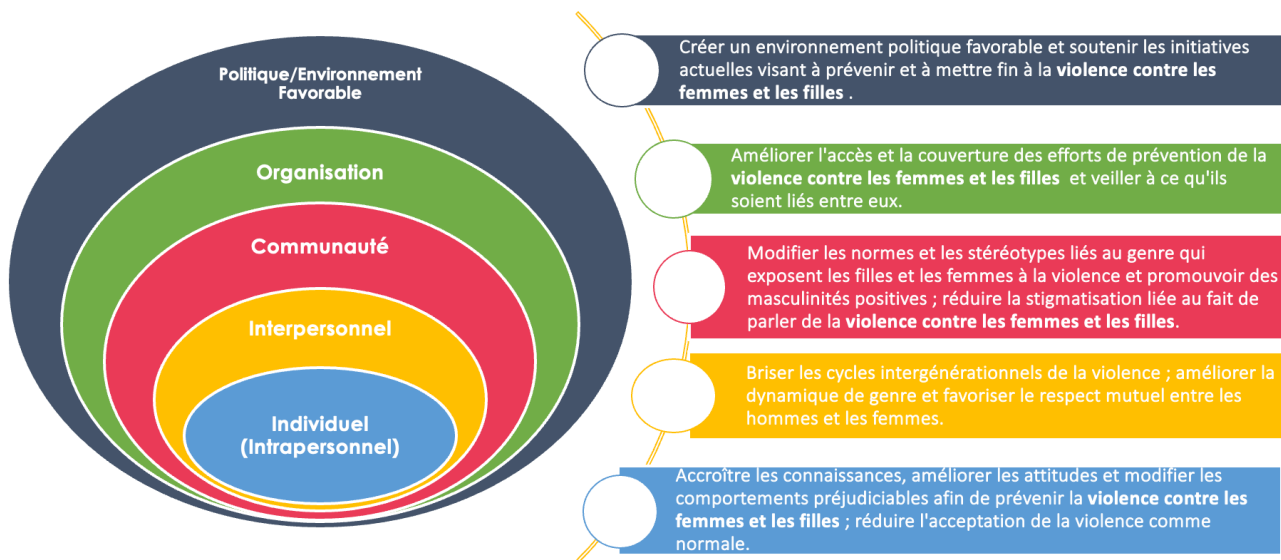 Politique/Environnement
Favorable
Organisation
Communauté
Interpersonnel
Individuel
(Intrapersonnel)
Créer un environnement politique favorable et soutenir les initiatives
actuelles visant à prévenir et à mettre fin à la violence contre les
femmes et les filles .
Améliorer l'accès et la couverture des efforts de prévention de la
violence contre les femmes et les filles et veiller à ce qu'ils
soient liés entre eux.
Modifier les normes et les stéréotypes liés au genre qui
exposent les filles et les femmes à la violence et promouvoir des
masculinités positives ; réduire la stigmatisation liée au fait de
parler de la violence contre les femmes et les filles.
Briser les cycles intergénérationnels de la violence ; améliorer la
dynamique de genre et favoriser le respect mutuel entre les
hommes et les femmes.
Accroître les connaissances, améliorer les attitudes et modifier les
comportements préjudiciables afin de prévenir la violence contre les
femmes et les filles ; réduire l'acceptation de la violence comme
normale.